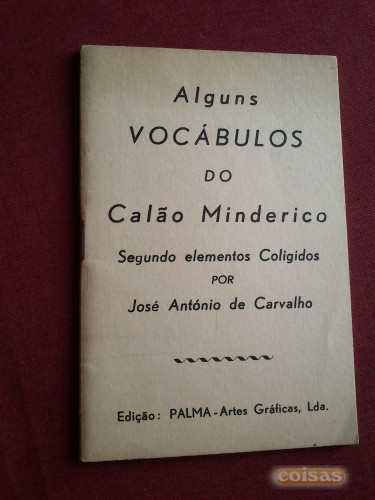 Alguns
VOCÁBULOS
DO
Calão Minderico
Segundo elementos Coligidos
POR
José António de Carvalho
Edição: PALMA-Artes Gráficas, Lda.
coisas